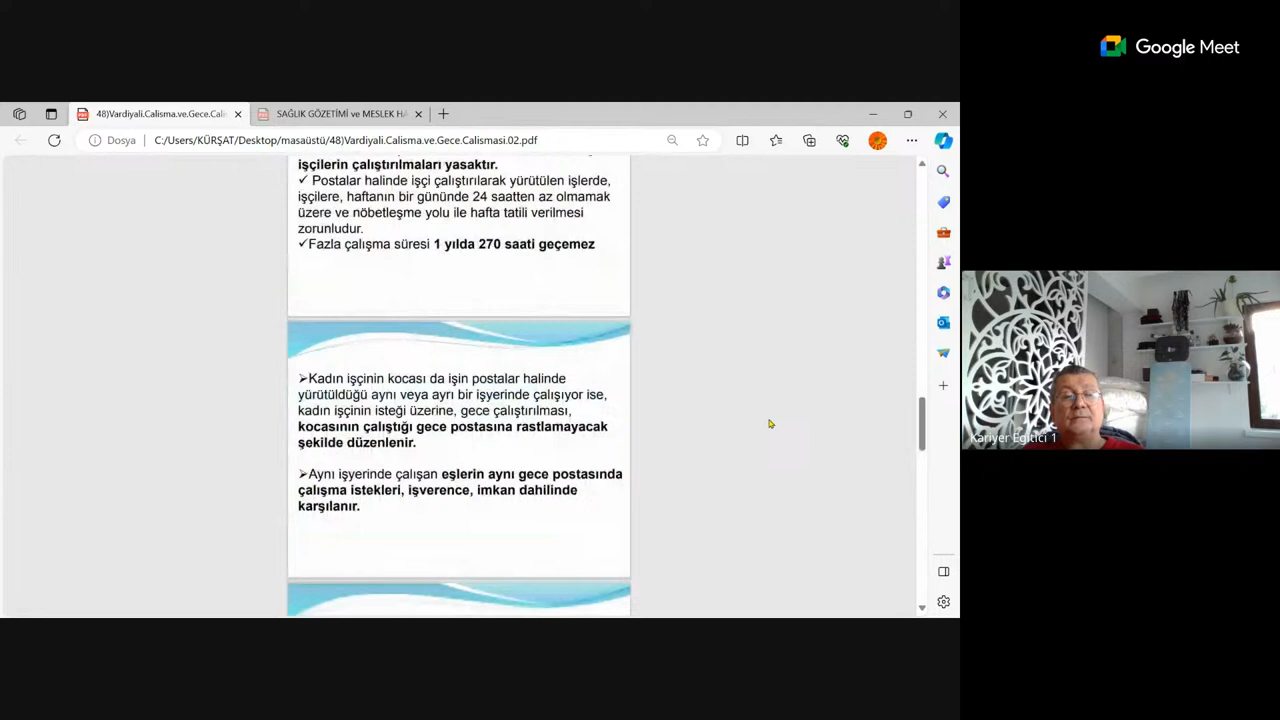 Google Meet
48)Vardiyali.Calisma.ve.Gece.Cali
SAĞLIK GÖZETİMİ ve MESLEK HA
Dosya
C:/Users/KÜRŞAT/Desktop/masaüstü/48)Vardiyali.Calisma.ve.Gece.Calismasi.02.pdf
işçilerin çalıştırılmaları yasaktır.
✓ Postalar halinde işçi çalıştırılarak yürütülen işlerde,
işçilere, haftanın bir gününde 24 saatten az olmamak
üzere ve nöbetleşme yolu ile hafta tatili verilmesi
zorunludur.
✓Fazla çalışma süresi 1 yılda 270 saati geçemez
➢Kadın işçinin kocası da işin postalar halinde
yürütüldüğü aynı veya ayrı bir işyerinde çalışıyor ise,
kadın işçinin isteği üzerine, gece çalıştırılması,
kocasının çalıştığı gece postasına rastlamayacak
şekilde düzenlenir.
➢Aynı işyerinde çalışan eşlerin aynı gece postasında
çalışma istekleri, işverence, imkan dahilinde
karşılanır.
Kariyer Eğitici 1